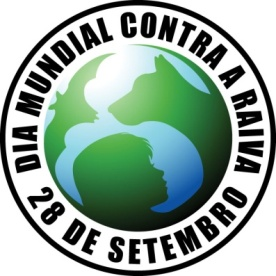 DIA MUNDIAL CONTRA A RAIVA
28 DE SETEMBRO